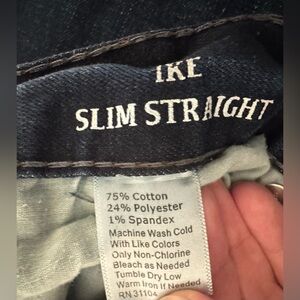 IKE
SLIM STRAIGHT
75% Cotton
24% Polyester
1% Spandex
Machine Wash Cold
With Like Colors
Only Non-Chlorine
Bleach as Needed
Tumble Dry Low
Warm Iron If Needed
RN 31104